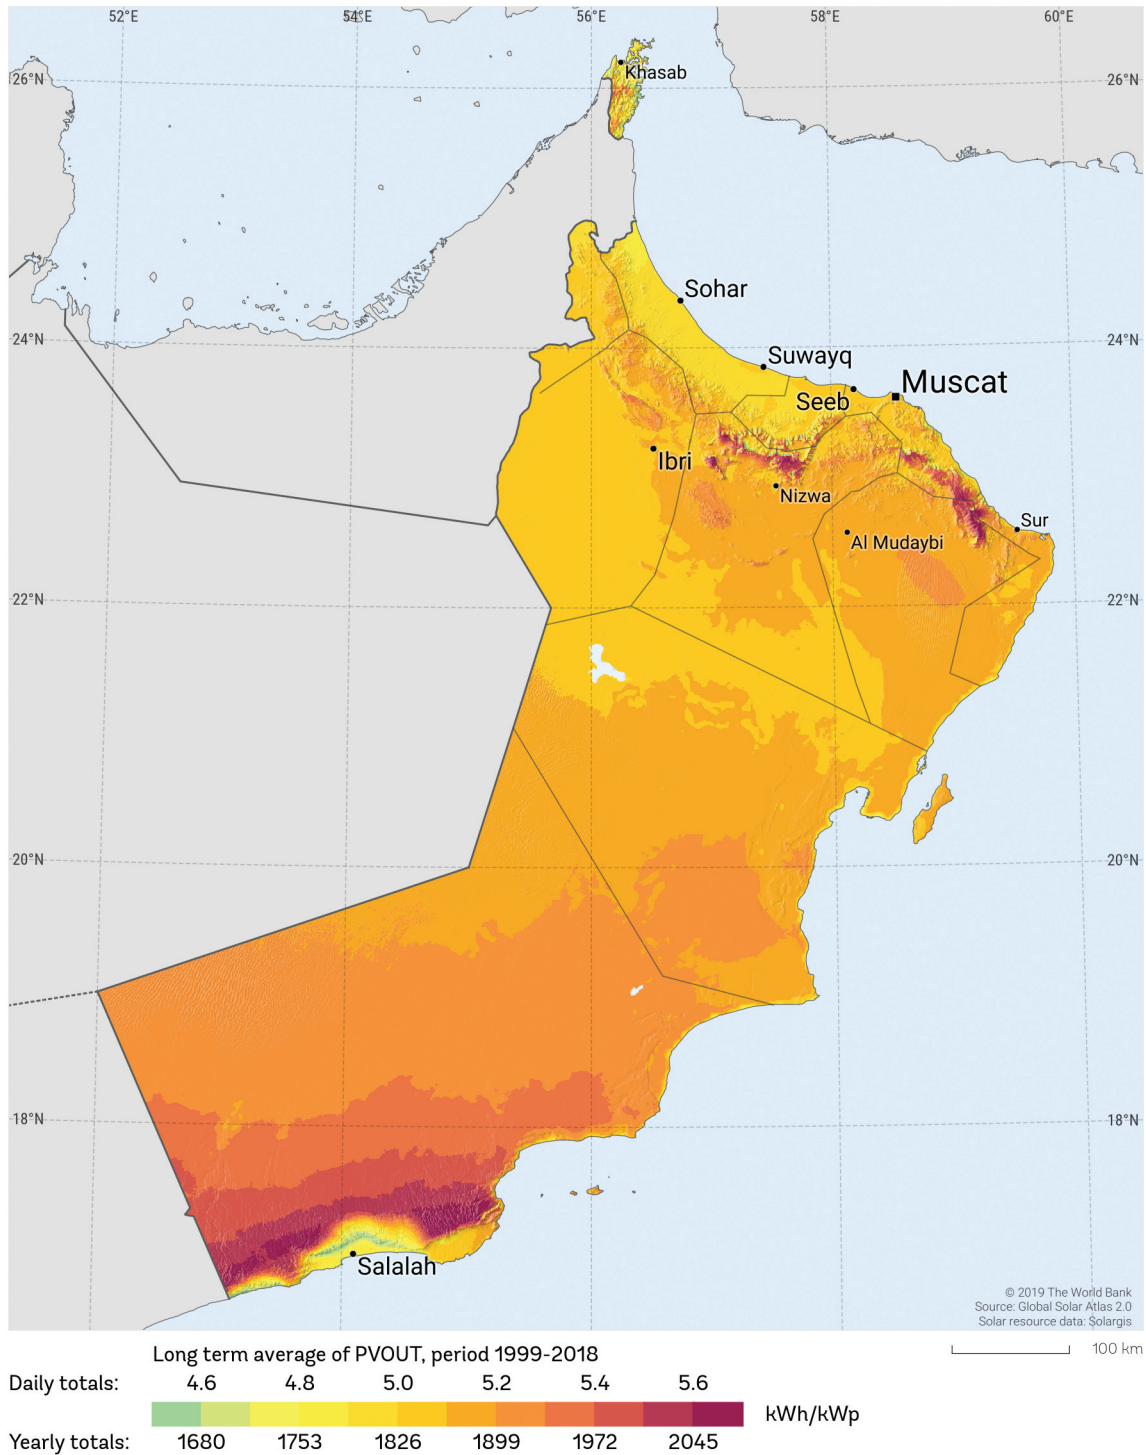 52°E 54°E 56°E 58°E 60°E
Khasab
26°N 26°N
Sohar
24°N 24°N
Suwayq
Muscat
Seeb
Ibri
Nizwa
Sur
Al Mudaybi
22°N 22°N
20°N 20°N
18°N 18°N
Salalah
© 2019 The World Bank
Source: Global Solar Atlas 2.0
Solar resource data: Solargis
100 km
Long term average of PVOUT, period 1999-2018
Daily totals: 4.6 4.8 5.0 5.2 5.4 5.6
kWh/kWp
Yearly totals: 1680 1753 1826 1899 1972 2045